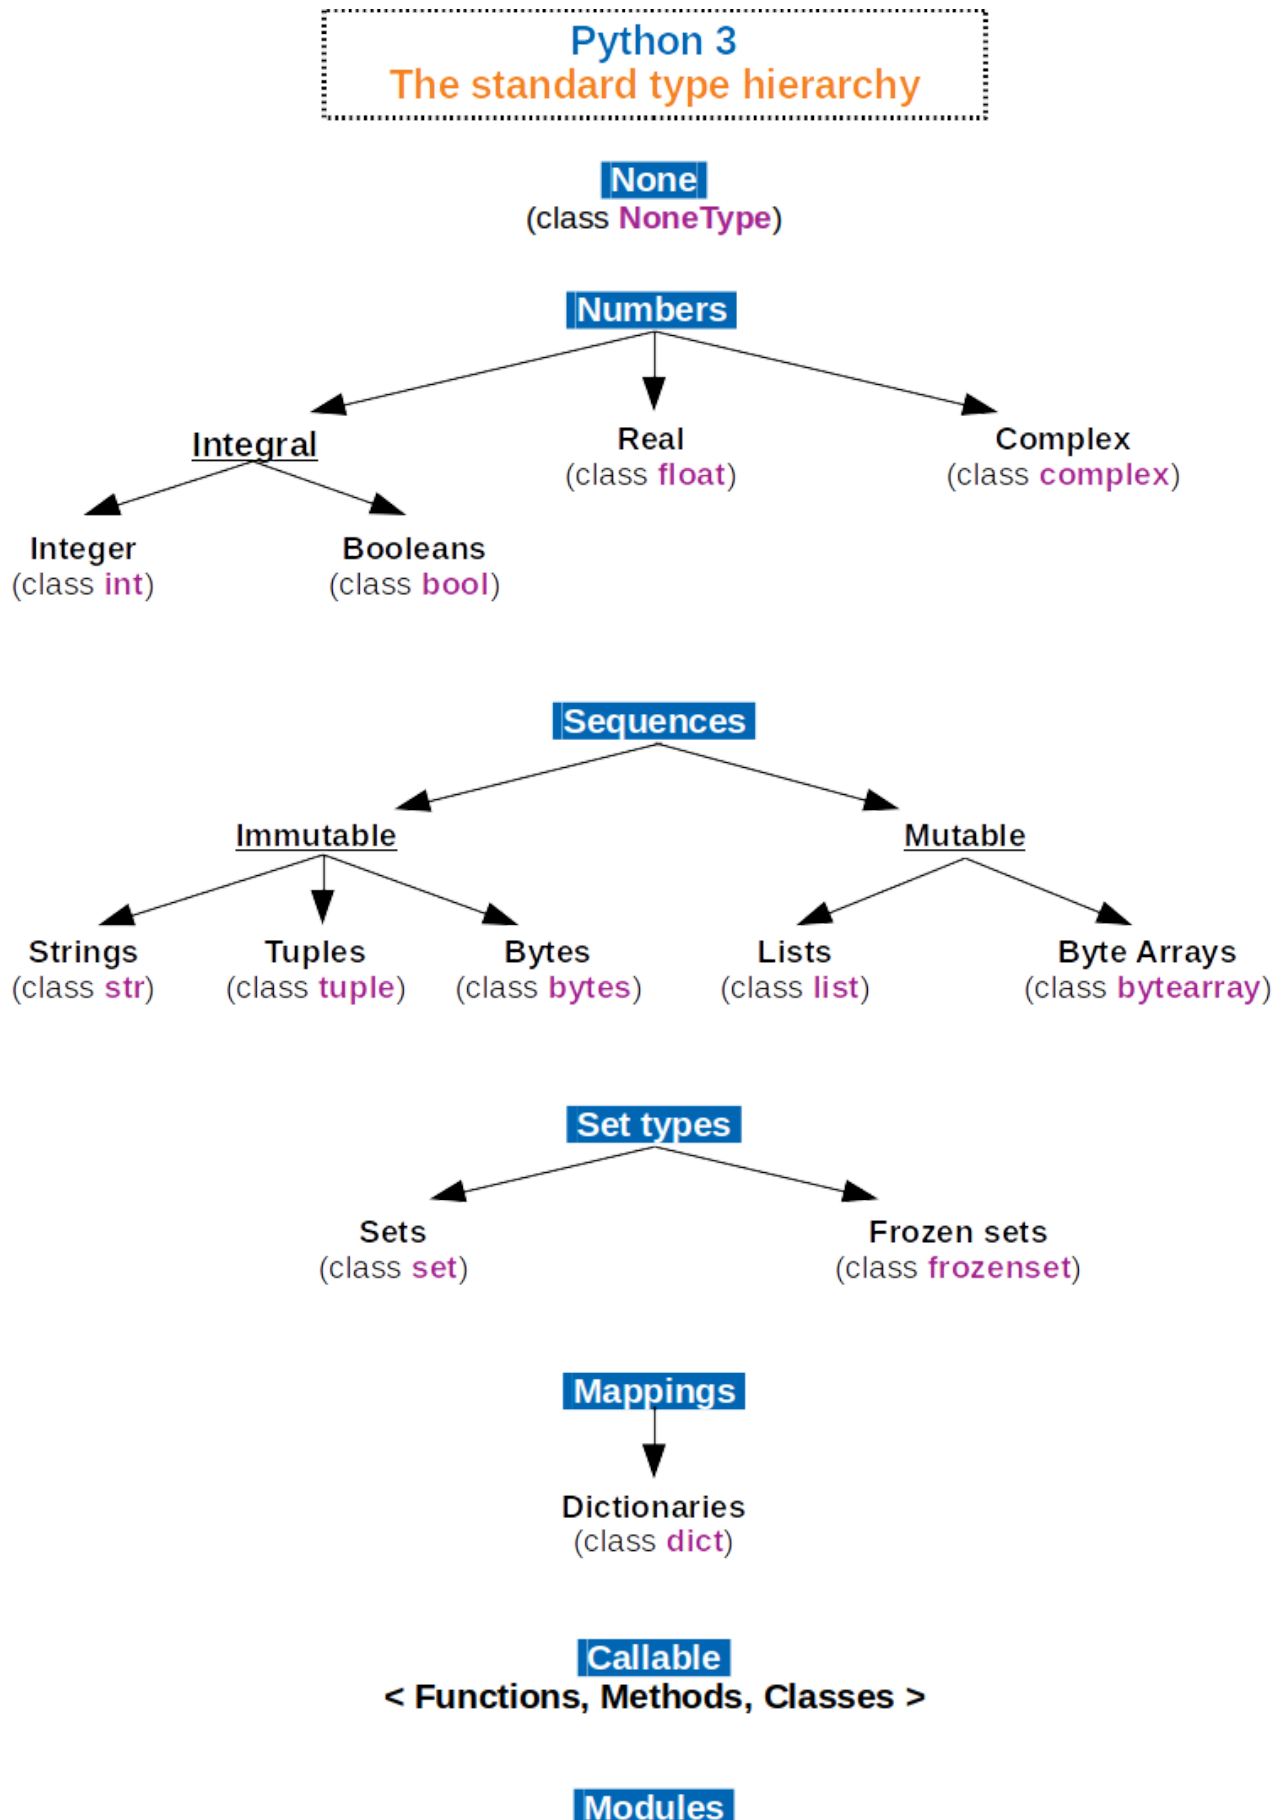 Python 3
The standard type hierarchy
None
(class NoneType)
Numbers
Integral
Real
(class float)
Complex
(class complex)
Integer
(class int)
Booleans
(class bool)
Sequences
Immutable
Mutable
Strings
(class str)
Tuples
(class tuple)
Bytes
(class bytes)
Lists
(class list)
Byte Arrays
(class bytearray)
Set types
Sets
(class set)
Frozen sets
(class frozenset)
Mappings
Dictionaries
(class dict)
Callable
< Functions, Methods, Classes >
Modules